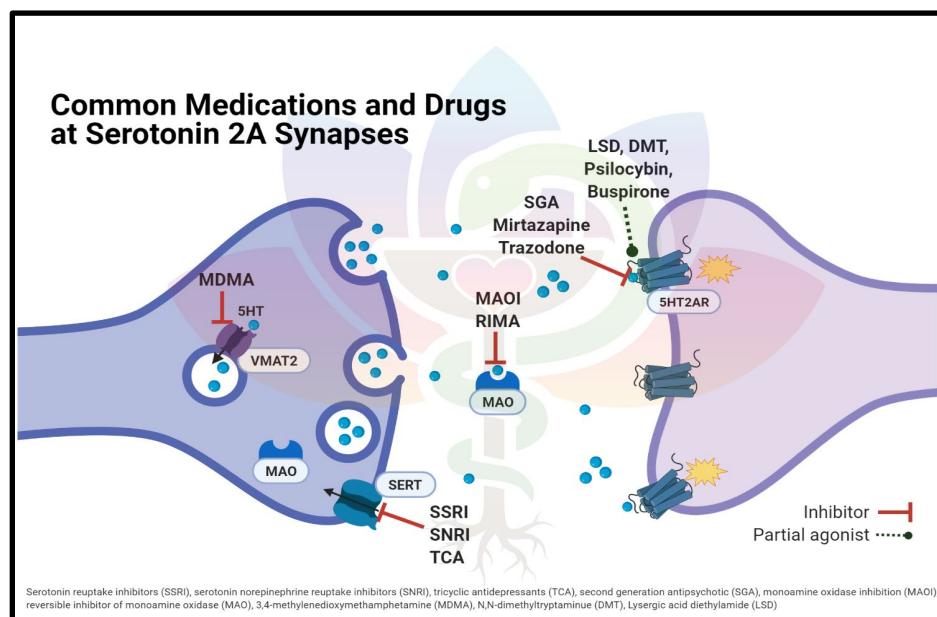 Common Medications and Drugs
at Serotonin 2A Synapses
LSD, DMT,
Psilocybin,
Buspirone
SGA
Mirtazapine
Trazodone
MDMA
5HT
VMAT2
MAOI
RIMA
MAO
5HT2AR
MAO
SERT
SSRI
SNRI
TCA
Inhibitor
Partial agonist
Serotonin reuptake inhibitors (SSRI), serotonin norepinephrine reuptake inhibitors (SNRI), tricyclic antidepressants (TCA), second generation antipsychotic (SGA), monoamine oxidase inhibition (MAOI)
reversible inhibitor of monoamine oxidase (MAO), 3,4-methylenedioxymethamphetamine (MDMA), N,N-dimethyltryptaminue (DMT), Lysergic acid diethylamide (LSD)